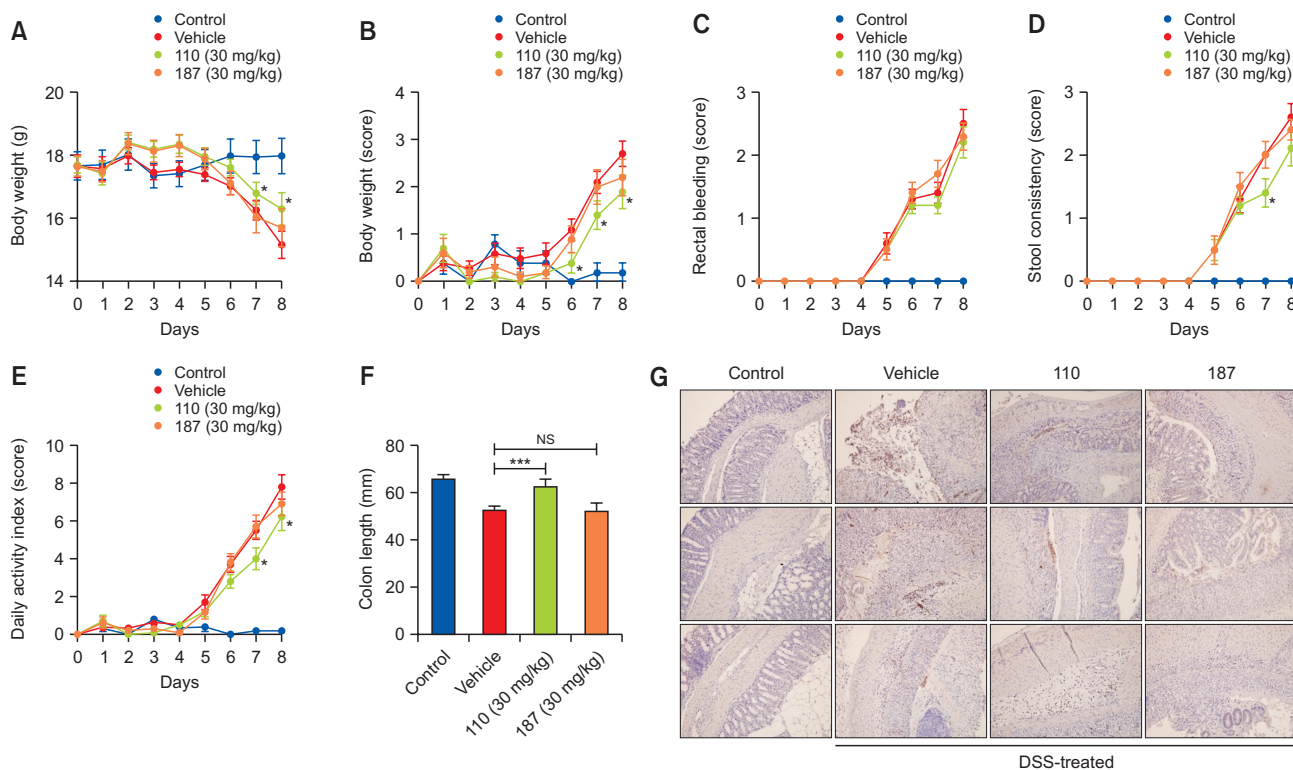 A
Control
Vehicle
110 (30 mg/kg)
187 (30 mg/kg)
Body weight (g)
20
18
16
14
0 1 2 3 4 5 6 7 8
* *
Days
B
Control
Vehicle
110 (30 mg/kg)
187 (30 mg/kg)
Body weight (score)
4
3
2
1
0
0 1 2 3 4 5 6 7 8
* * *
Days
C
Control
Vehicle
110 (30 mg/kg)
187 (30 mg/kg)
Rectal bleeding (score)
3
2
1
0
0 1 2 3 4 5 6 7 8
Days
D
Control
Vehicle
110 (30 mg/kg)
187 (30 mg/kg)
Stool consistency (score)
3
2
1
0
0 1 2 3 4 5 6 7 8
*
Days
E
Control
Vehicle
110 (30 mg/kg)
187 (30 mg/kg)
Daily activity index (score)
10
8
6
4
2
0
0 1 2 3 4 5 6 7 8
* *
Days
F
Colon length (mm)
80
60
40
20
0
NS
***
Control
Vehicle
110 (30 mg/kg)
187 (30 mg/kg)
G
Control Vehicle 110 187
DSS-treated